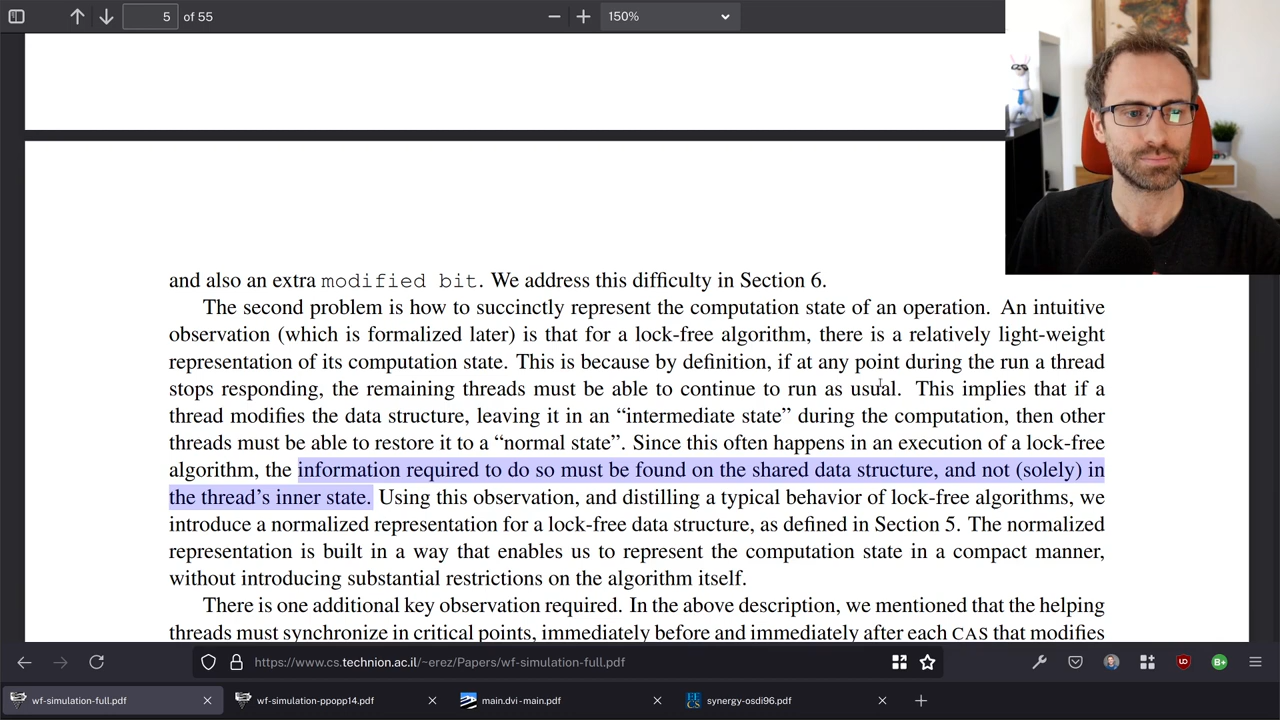 5 of 55
150%
and also an extra modified bit. We address this difficulty in Section 6.
The second problem is how to succinctly represent the computation state of an operation. An intuitive
observation (which is formalized later) is that for a lock-free algorithm, there is a relatively light-weight
representation of its computation state. This is because by definition, if at any point during the run a thread
stops responding, the remaining threads must be able to continue to run as usual. This implies that if a
thread modifies the data structure, leaving it in an “intermediate state” during the computation, then other
threads must be able to restore it to a “normal state”. Since this often happens in an execution of a lock-free
algorithm, the information required to do so must be found on the shared data structure, and not (solely) in
the thread’s inner state. Using this observation, and distilling a typical behavior of lock-free algorithms, we
introduce a normalized representation for a lock-free data structure, as defined in Section 5. The normalized
representation is built in a way that enables us to represent the computation state in a compact manner,
without introducing substantial restrictions on the algorithm itself.
There is one additional key observation required. In the above description, we mentioned that the helping
threads must synchronize in critical points, immediately before and immediately after each CAS that modifies
https://www.cs.technion.ac.il/~erez/Papers/wf-simulation-full.pdf
wf-simulation-full.pdf wf-simulation-ppopp14.pdf main.dvi - main.pdf synergy-osdi96.pdf